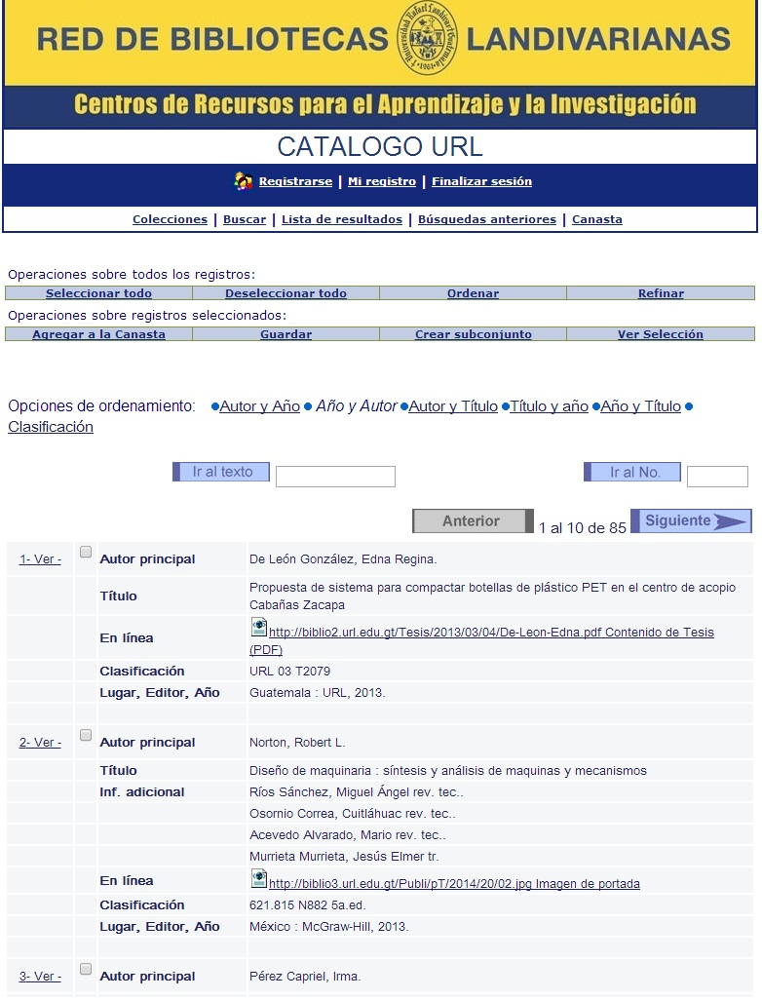 RED DE BIBLIOTECAS LANDIVARIANAS
Centros de Recursos para el Aprendizaje y la Investigación
CATALOGO URL
Registrarse | Mi registro | Finalizar sesión
Colecciones | Buscar | Lista de resultados | Búsquedas anteriores | Canasta
Operaciones sobre todos los registros:
Seleccionar todo Deseleccionar todo Ordenar Refinar
Operaciones sobre registros seleccionados:
Agregar a la Canasta Guardar Crear subconjunto Ver Selección
Opciones de ordenamiento: •Autor y Año • Año y Autor •Autor y Título •Título y año •Año y Título •
Clasificación
Ir al texto Ir al No.
Anterior 1 al 10 de 85 Siguiente
1- Ver - Autor principal De León González, Edna Regina.
Título Propuesta de sistema para compactar botellas de plástico PET en el centro de acopio
Cabañas Zacapa
En línea http://biblio2.url.edu.gt/Tesis/2013/03/04/De-Leon-Edna.pdf Contenido de Tesis
(PDF)
Clasificación URL 03 T2079
Lugar, Editor, Año Guatemala : URL, 2013.
2- Ver - Autor principal Norton, Robert L.
Título Diseño de maquinaria : síntesis y análisis de maquinas y mecanismos
Inf. adicional Ríos Sánchez, Miguel Ángel rev. tec..
Osornio Correa, Cuitláhuac rev. tec..
Acevedo Alvarado, Mario rev. tec..
Murrieta Murrieta, Jesús Elmer tr.
En línea http://biblio3.url.edu.gt/Publi/pT/2014/20/02.jpg Imagen de portada
Clasificación 621.815 N882 5a.ed.
Lugar, Editor, Año México : McGraw-Hill, 2013.
3- Ver - Autor principal Pérez Capriel, Irma.